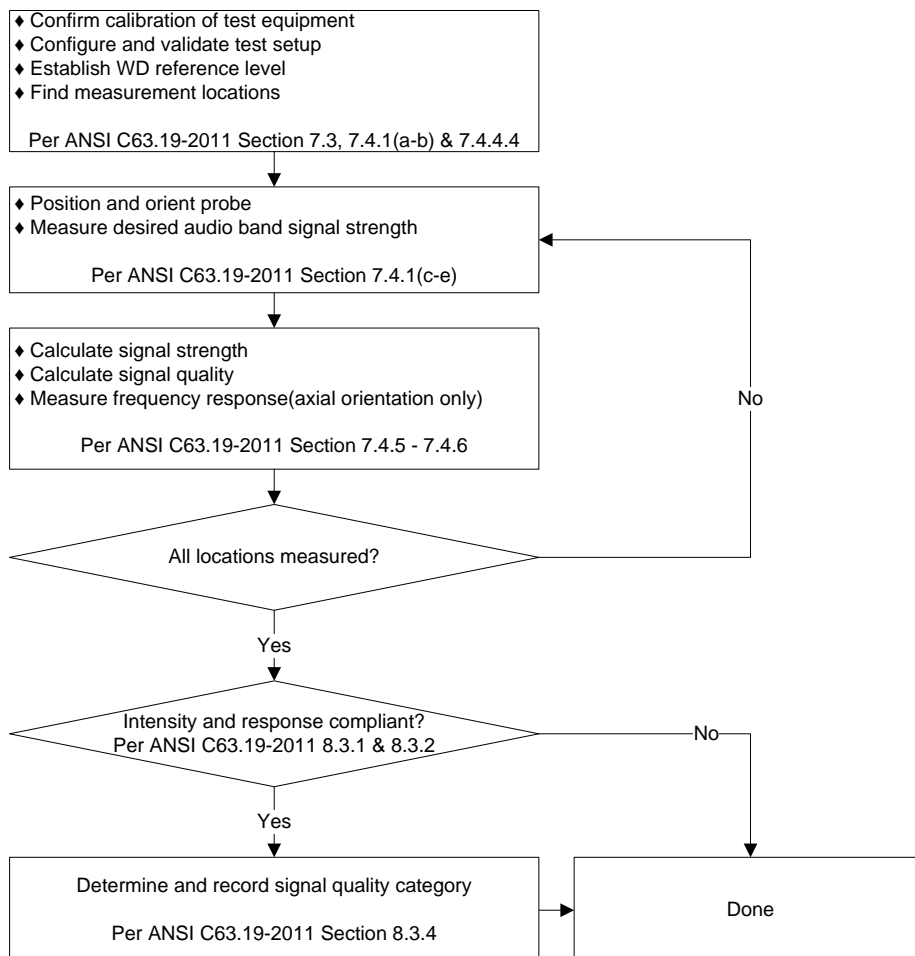 ♦ Confirm calibration of test equipment
♦ Configure and validate test setup
♦ Establish WD reference level
♦ Find measurement locations
Per ANSI C63.19-2011 Section 7.3, 7.4.1(a-b) & 7.4.4.4
♦ Position and orient probe
♦ Measure desired audio band signal strength
Per ANSI C63.19-2011 Section 7.4.1(c-e)
♦ Calculate signal strength
♦ Calculate signal quality
♦ Measure frequency response(axial orientation only)
Per ANSI C63.19-2011 Section 7.4.5 - 7.4.6
No
All locations measured?
Yes
Intensity and response compliant?
Per ANSI C63.19-2011 8.3.1 & 8.3.2
No
Yes
Determine and record signal quality category
Per ANSI C63.19-2011 Section 8.3.4
Done